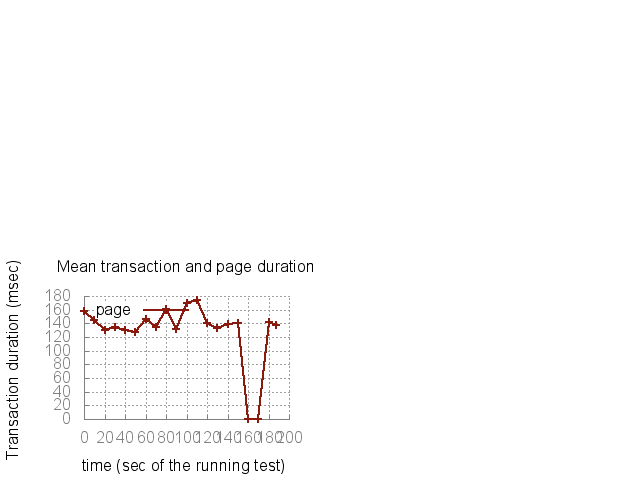 Mean transaction and page duration
Transaction duration (msec)
180
160
140
120
100
80
60
40
20
0
page
0 20 40 60 80 100 120 140 160 180 200
time (sec of the running test)